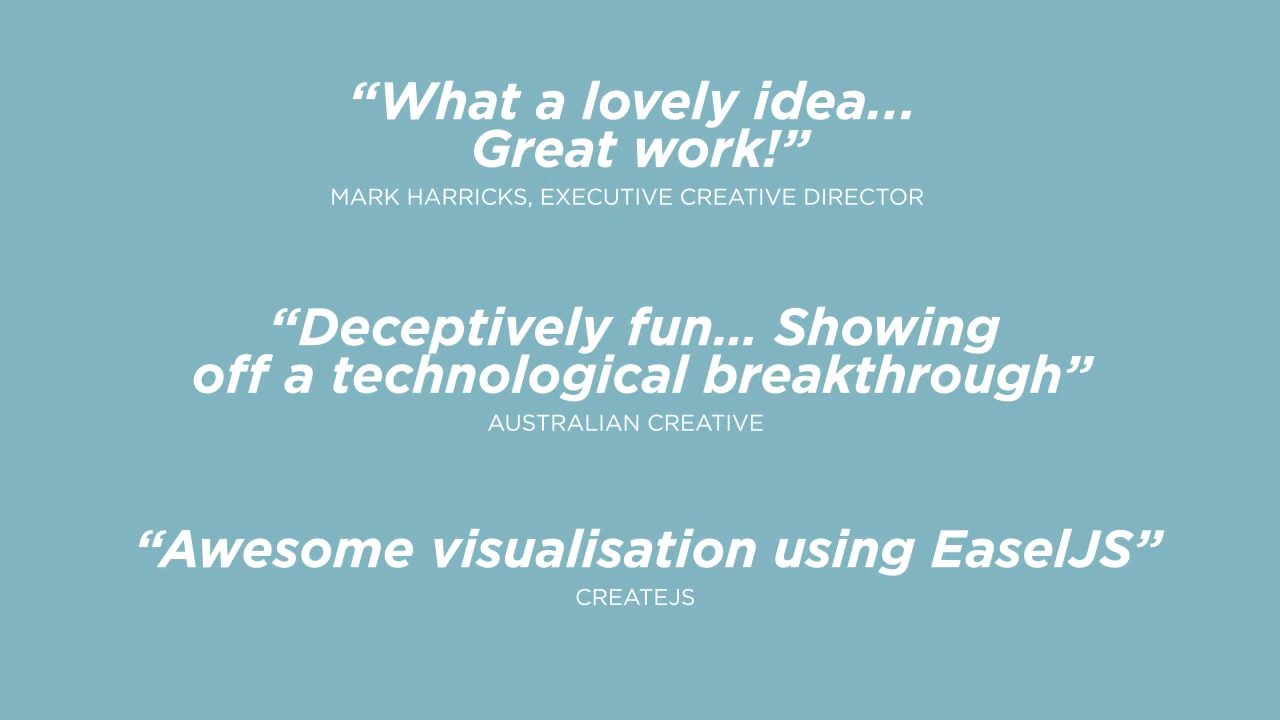 “What a lovely idea...
Great work!”
MARK HARRICKS, EXECUTIVE CREATIVE DIRECTOR
“Deceptively fun... Showing
off a technological breakthrough”
AUSTRALIAN CREATIVE
“Awesome visualisation using EaselJS”
CREATEJS